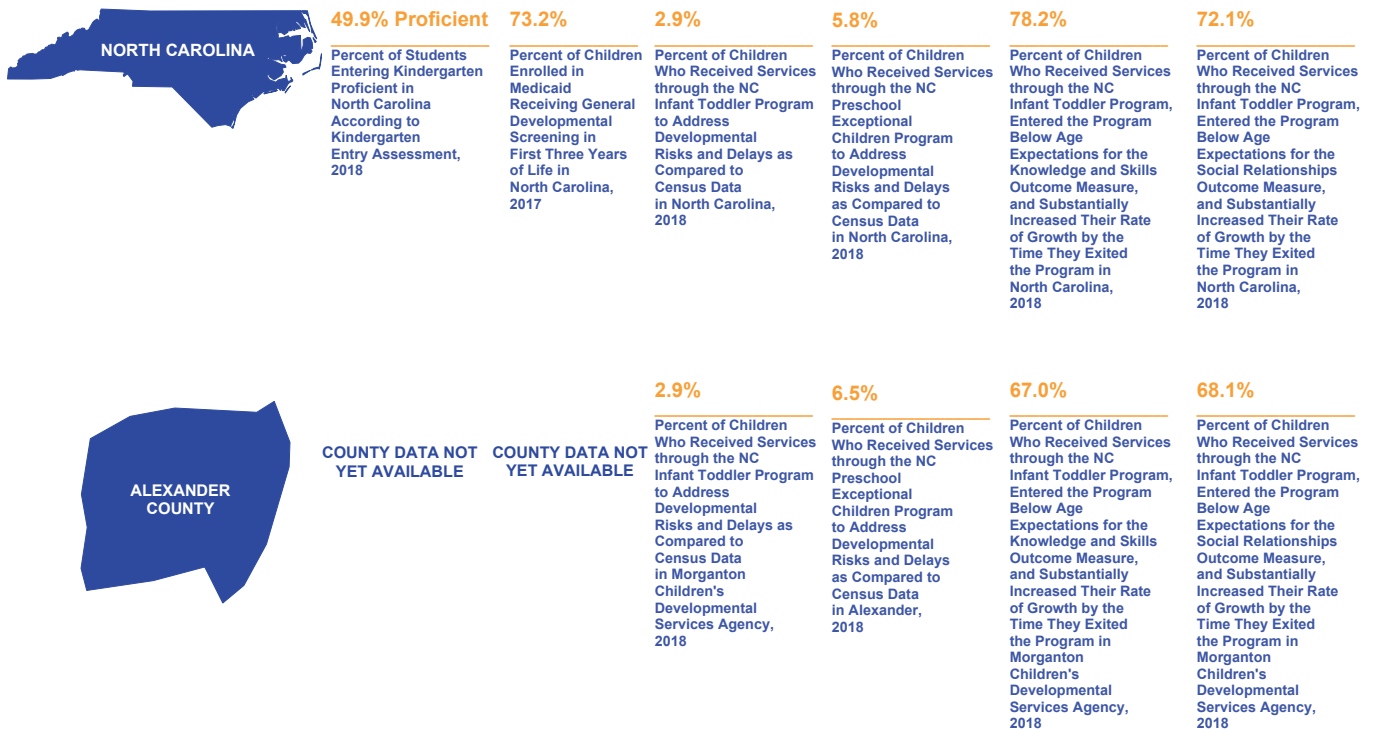 NORTH CAROLINA
49.9% Proficient
Percent of Students
Entering Kindergarten
Proficient in
North Carolina
According to
Kindergarten
Entry Assessment,
2018
73.2%
Percent of Children
Enrolled in
Medicaid
Receiving General
Developmental
Screening in
First Three Years
of Life in
North Carolina,
2017
2.9%
Percent of Children
Who Received Services
through the NC
Infant Toddler Program
to Address
Developmental
Risks and Delays as
Compared to
Census Data
in North Carolina,
2018
5.8%
Percent of Children
Who Received Services
through the NC
Preschool
Exceptional
Children Program
to Address
Developmental
Risks and Delays
as Compared to
Census Data
in North Carolina,
2018
78.2%
Percent of Children
Who Received Services
through the NC
Infant Toddler Program,
Entered the Program
Below Age
Expectations for the
Knowledge and Skills
Outcome Measure,
and Substantially
Increased Their Rate
of Growth by the
Time They Exited
the Program in
North Carolina,
2018
72.1%
Percent of Children
Who Received Services
through the NC
Infant Toddler Program,
Entered the Program
Below Age
Expectations for the
Social Relationships
Outcome Measure,
and Substantially
Increased Their Rate
of Growth by the
Time They Exited
the Program in
North Carolina,
2018
ALEXANDER
COUNTY
COUNTY DATA NOT
YET AVAILABLE
COUNTY DATA NOT
YET AVAILABLE
2.9%
Percent of Children
Who Received Services
through the NC
Infant Toddler Program
to Address
Developmental
Risks and Delays as
Compared to
Census Data
in Morganton
Children's
Developmental
Services Agency,
2018
6.5%
Percent of Children
Who Received Services
through the NC
Preschool
Exceptional
Children Program
to Address
Developmental
Risks and Delays
as Compared to
Census Data
in Alexander,
2018
67.0%
Percent of Children
Who Received Services
through the NC
Infant Toddler Program,
Entered the Program
Below Age
Expectations for the
Knowledge and Skills
Outcome Measure,
and Substantially
Increased Their Rate
of Growth by the
Time They Exited
the Program in
Morganton
Children's
Developmental
Services Agency,
2018
68.1%
Percent of Children
Who Received Services
through the NC
Infant Toddler Program,
Entered the Program
Below Age
Expectations for the
Social Relationships
Outcome Measure,
and Substantially
Increased Their Rate
of Growth by the
Time They Exited
the Program in
Morganton
Children's
Developmental
Services Agency,
2018